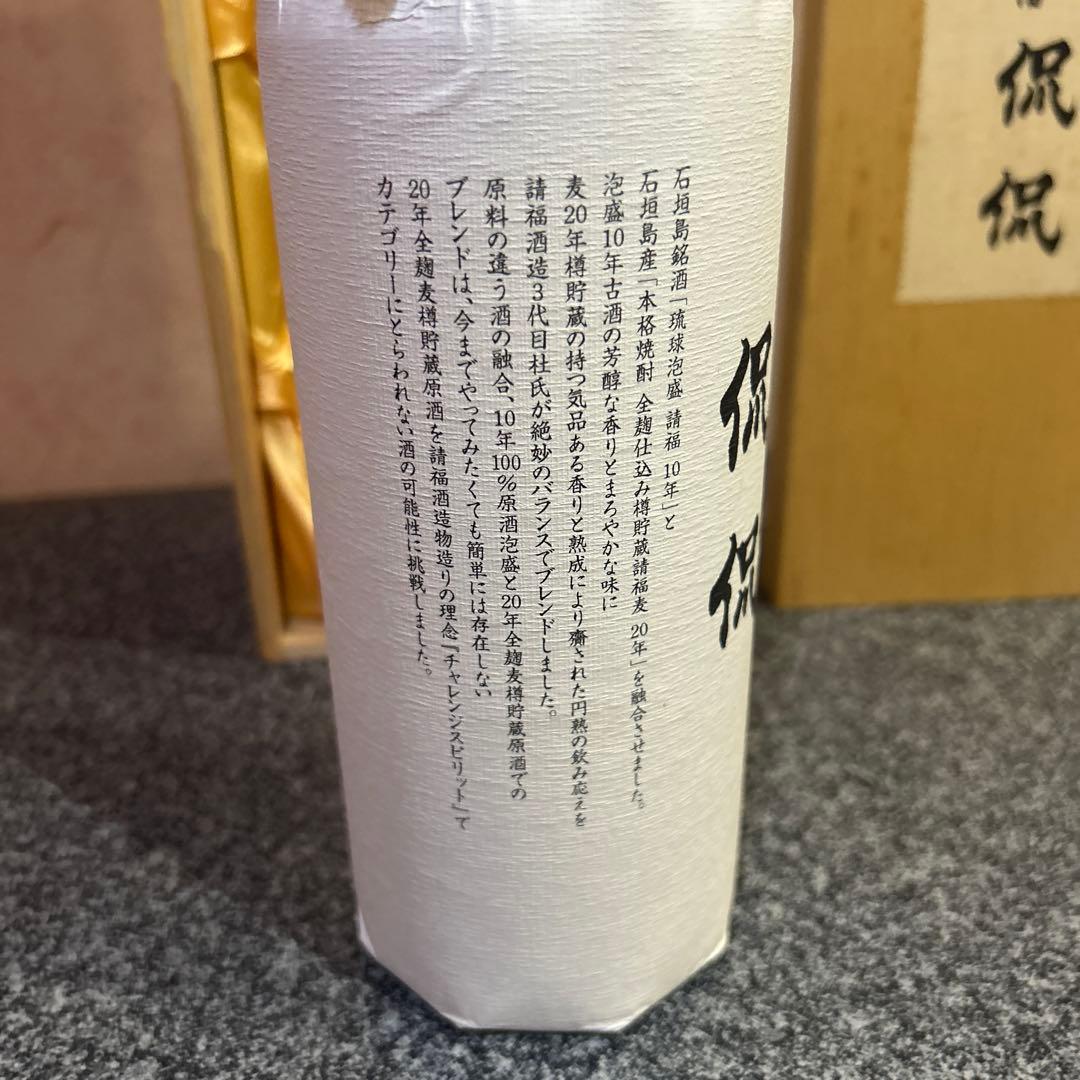 侃
侃
侃
侃
石垣島銘酒「琉球泡盛 請福 10年」と
石垣島産「本格焼酎 全麹仕込み樽貯蔵請福麦 20年」を融合させました。
泡盛10年古酒の芳醇な香りとまろやかな味に
麦20年樽貯蔵の持つ気品ある香りと熟成により齎された円熟の飲み応えを
請福酒造3代目杜氏が絶妙のバランスでブレンドしました。
原料の違う酒の融合、10年100%原酒泡盛と20年全麹麦樽貯蔵原酒での
ブレンドは、今までやってみたくても簡単には存在しない
20年全麹麦樽貯蔵原酒を請福酒造物造りの理念『チャレンジスピリット』で
カテゴリーにとらわれない酒の可能性に挑戦しました。